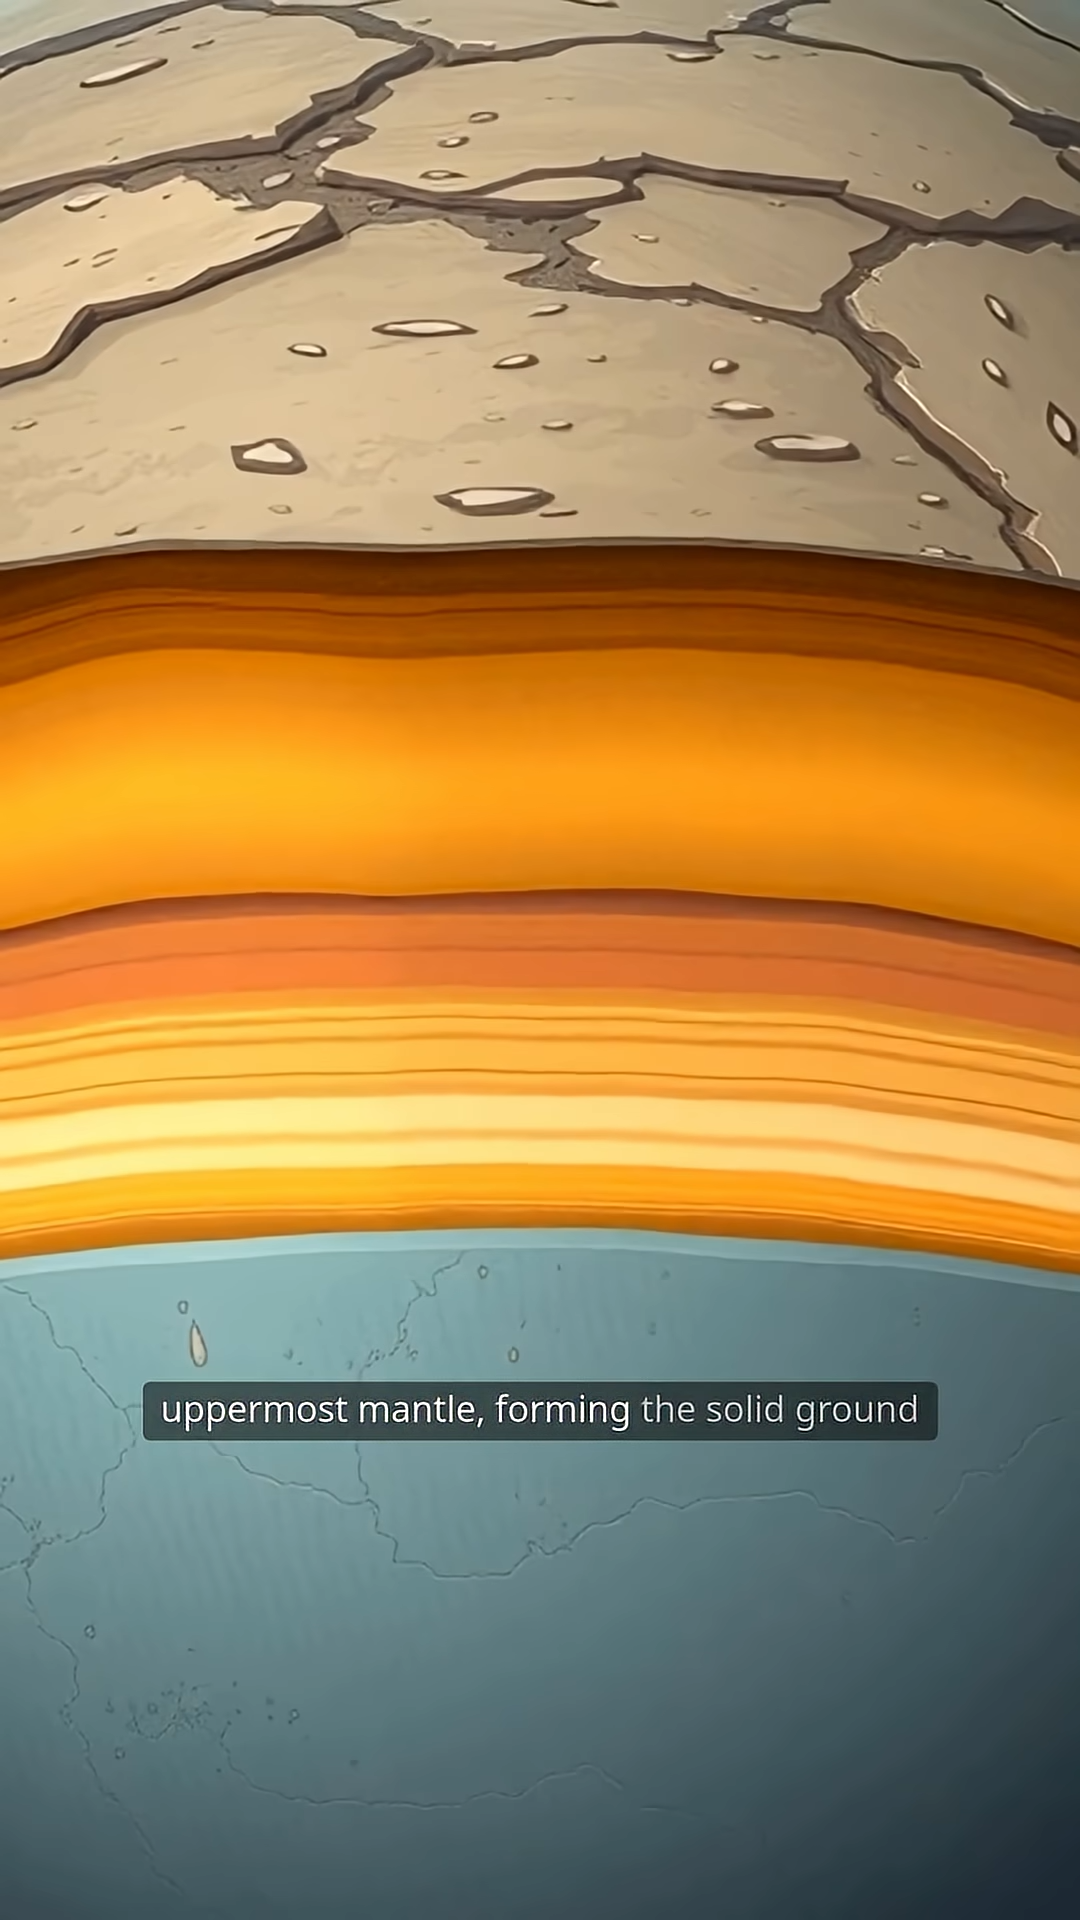 uppermost mantle, forming the solid ground